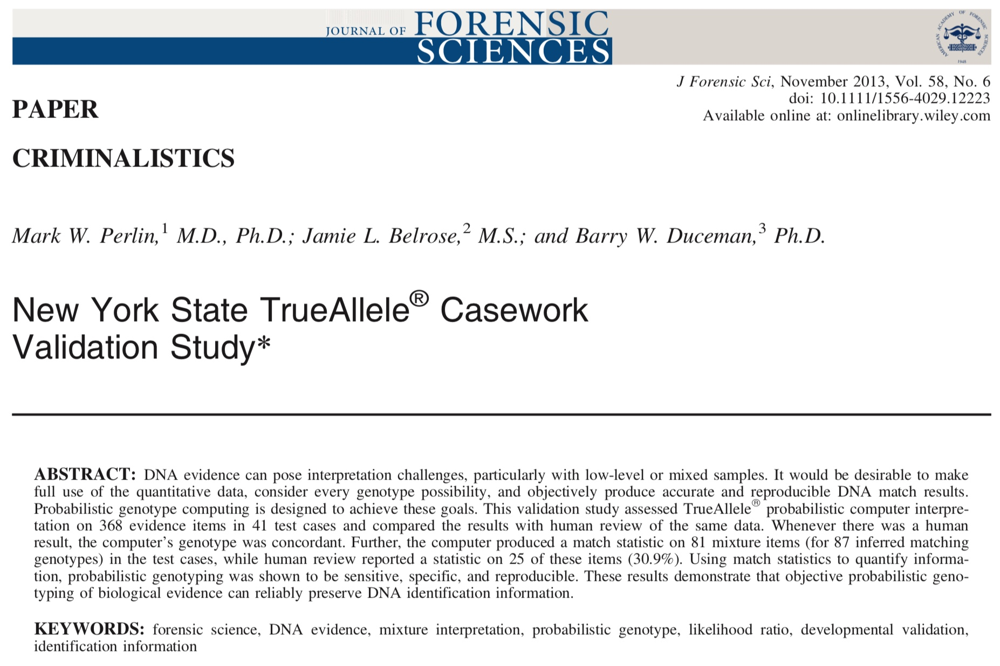 JOURNAL OF FORENSIC
SCIENCES
AMERICAN ACADEMY OF FORENSIC SCIENCES
1948
J Forensic Sci, November 2013, Vol. 58, No. 6
doi: 10.1111/1556-4029.12223
Available online at: onlinelibrary.wiley.com
PAPER
CRIMINALISTICS
Mark W. Perlin,1 M.D., Ph.D.; Jamie L. Belrose,2 M.S.; and Barry W. Duceman,3 Ph.D.
New York State TrueAllele® Casework
Validation Study*
ABSTRACT: DNA evidence can pose interpretation challenges, particularly with low-level or mixed samples. It would be desirable to make
full use of the quantitative data, consider every genotype possibility, and objectively produce accurate and reproducible DNA match results.
Probabilistic genotype computing is designed to achieve these goals. This validation study assessed TrueAllele® probabilistic computer interpre-
tation on 368 evidence items in 41 test cases and compared the results with human review of the same data. Whenever there was a human
result, the computer's genotype was concordant. Further, the computer produced a match statistic on 81 mixture items (for 87 inferred matching
genotypes) in the test cases, while human review reported a statistic on 25 of these items (30.9%). Using match statistics to quantify informa-
tion, probabilistic genotyping was shown to be sensitive, specific, and reproducible. These results demonstrate that objective probabilistic geno-
typing of biological evidence can reliably preserve DNA identification information.
KEYWORDS: forensic science, DNA evidence, mixture interpretation, probabilistic genotype, likelihood ratio, developmental validation,
identification information